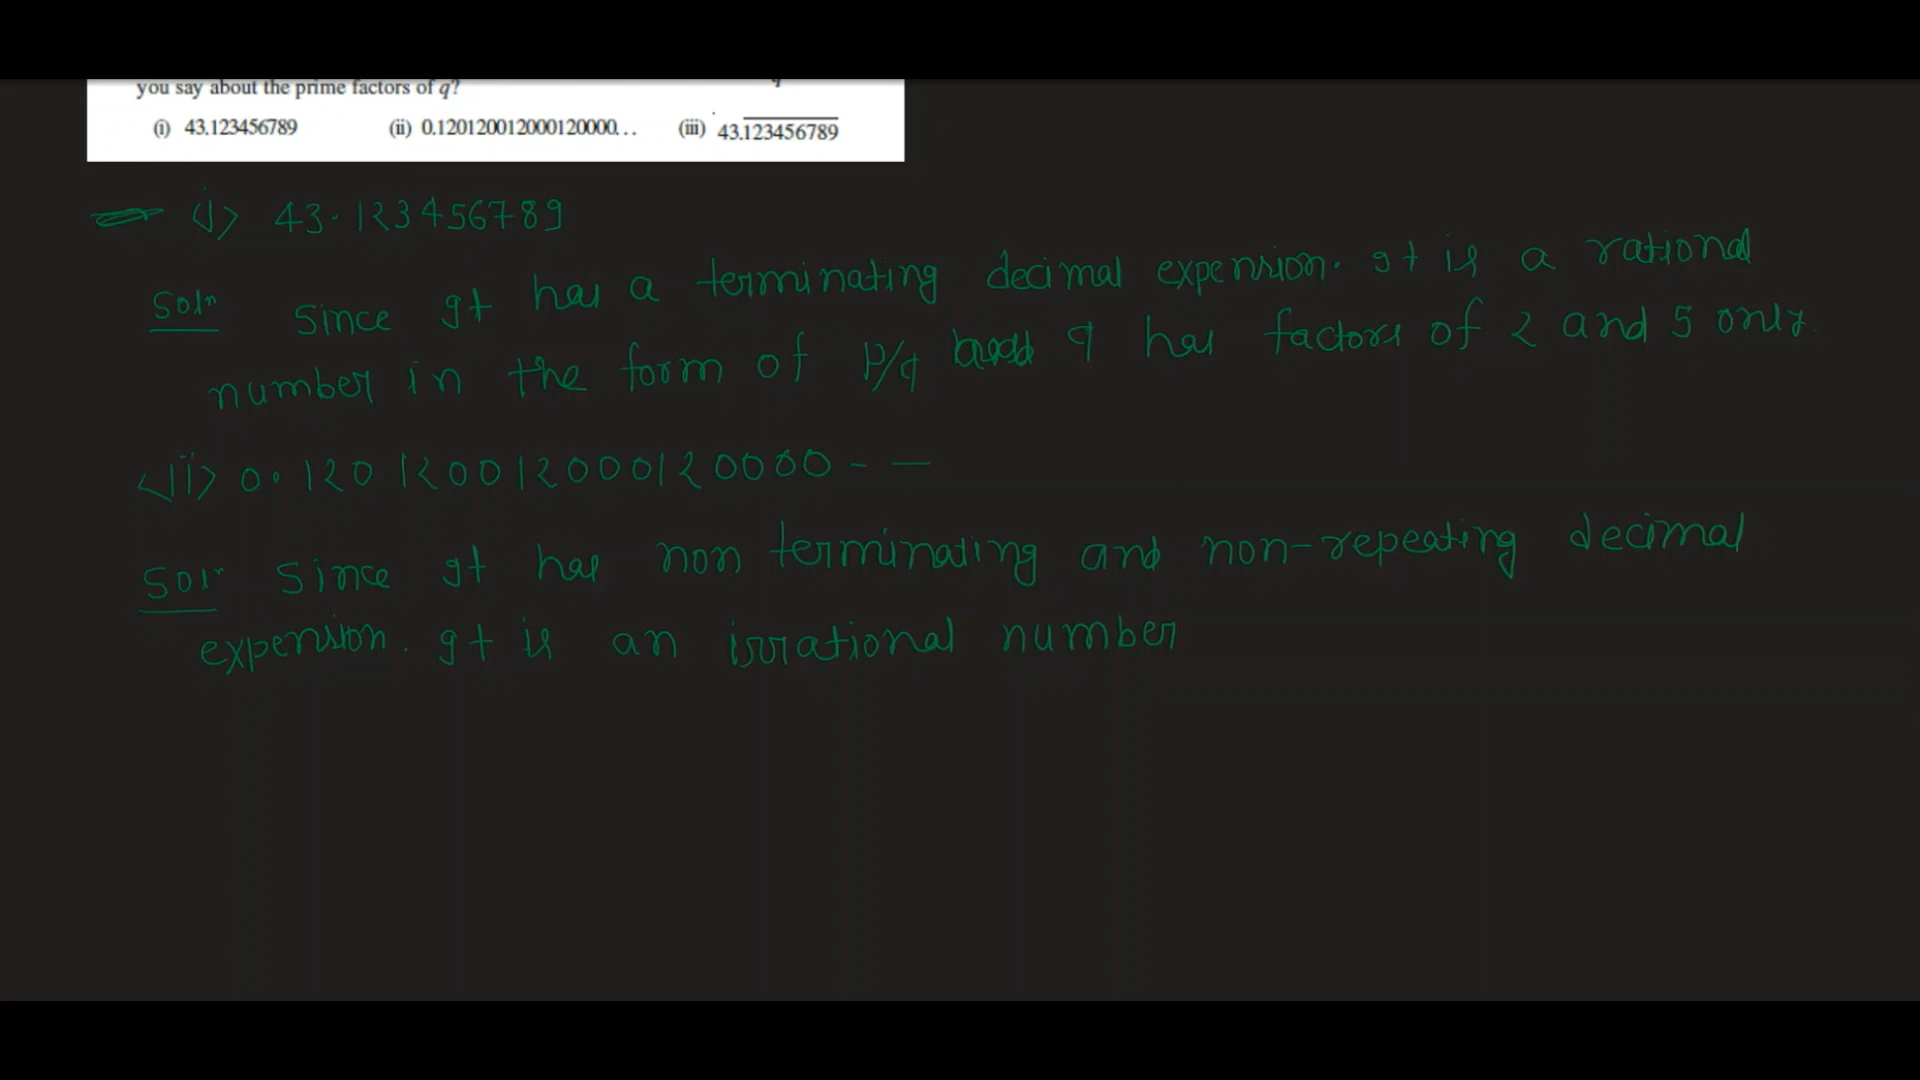 you say about the prime factors of q?
(i) 43.123456789 (ii) 0.120120012000120000... (iii) 43.123456789
(i) 43.123456789
Soln Since It has a terminating decimal expension. It is a rational
number in the form of p/q and q has factors of 2 and 5 only.
(ii) 0.120120012000120000 - -
Soln Since It has non terminating and non-repeating decimal
expension. It is an irrational number